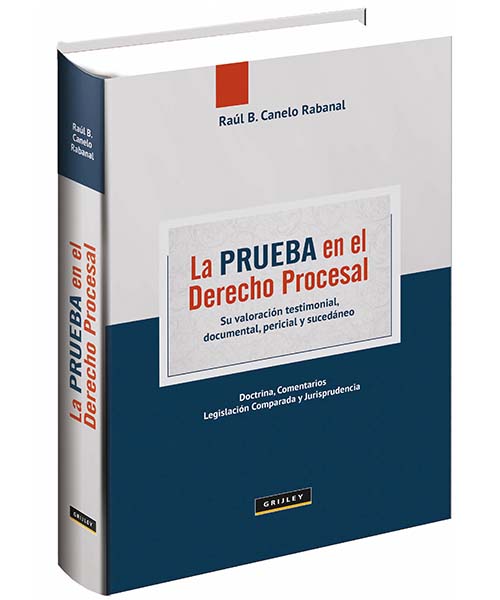 Raúl B. Canelo Rabanal
La PRUEBA en el
Derecho Procesal
Su valoración testimonial,
documental, pericial y sucedáneo
Doctrina, Comentarios
Legislación Comparada y Jurisprudencia
GRIJLEY
Raúl B.
Canelo
Rabanal
La PRUEBA en el
Derecho Procesal
GRIJLEY